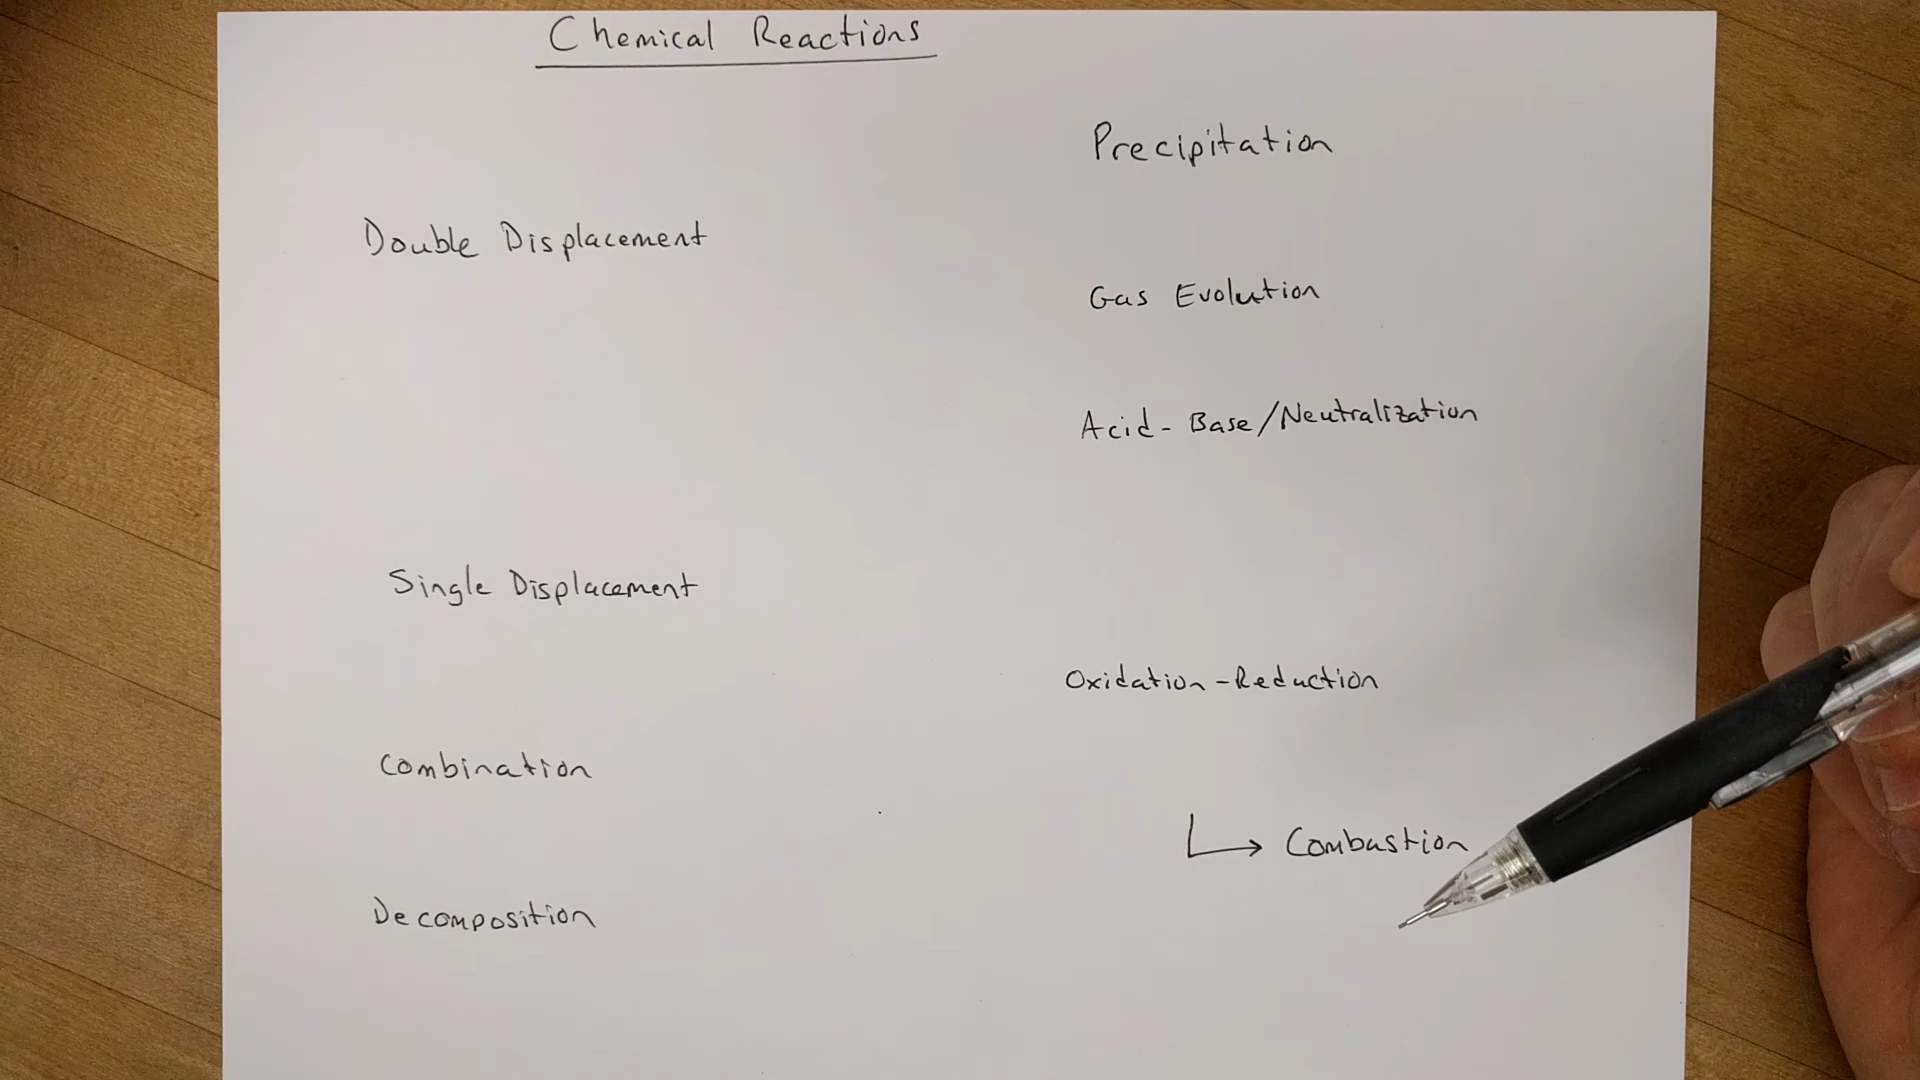 Chemical Reactions
Double Displacement
Single Displacement
Combination
Decomposition
Precipitation
Gas Evolution
Acid-Base/Neutralization
Oxidation-Reduction
Combustion